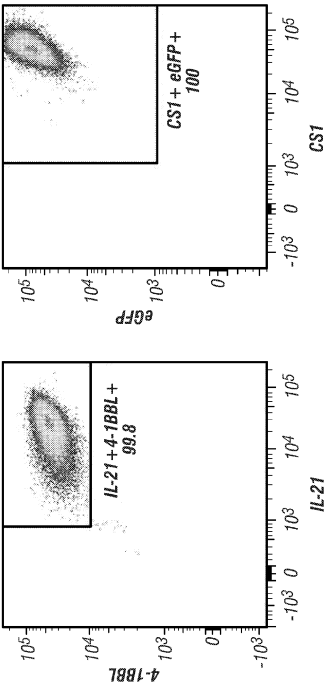 10⁵
10⁴
10³
0
eGFP
CS1+ eGFP+
100
-10³ 0 10³ 10⁴ 10⁵
CS1
10⁵
10⁴
10³
0
-10³
4-1BBL
IL-21+4-1BBL+
99.8
-10³ 0 10³ 10⁴ 10⁵
IL-21